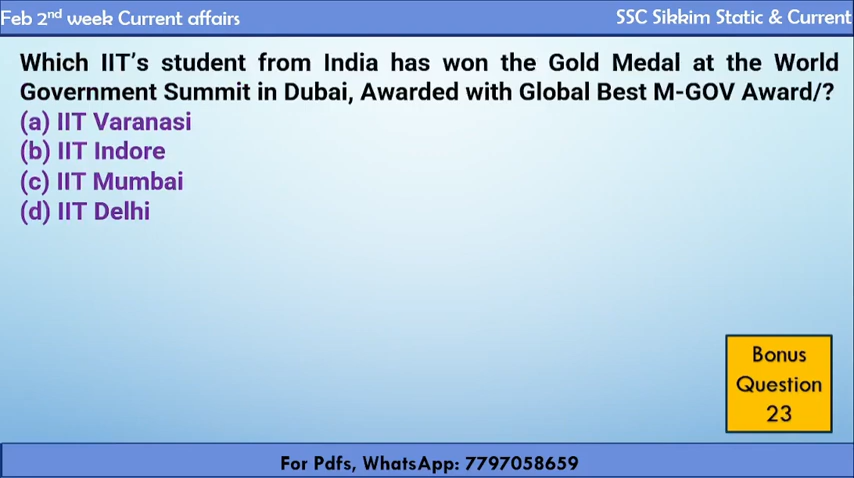 Feb 2nd week Current affairs
SSC Sikkim Static & Current
Which IIT's student from India has won the Gold Medal at the World
Government Summit in Dubai, Awarded with Global Best M-GOV Award/?
(a) IIT Varanasi
(b) IIT Indore
(c) IIT Mumbai
(d) IIT Delhi
Bonus
Question
23
For Pdfs, WhatsApp: 7797058659